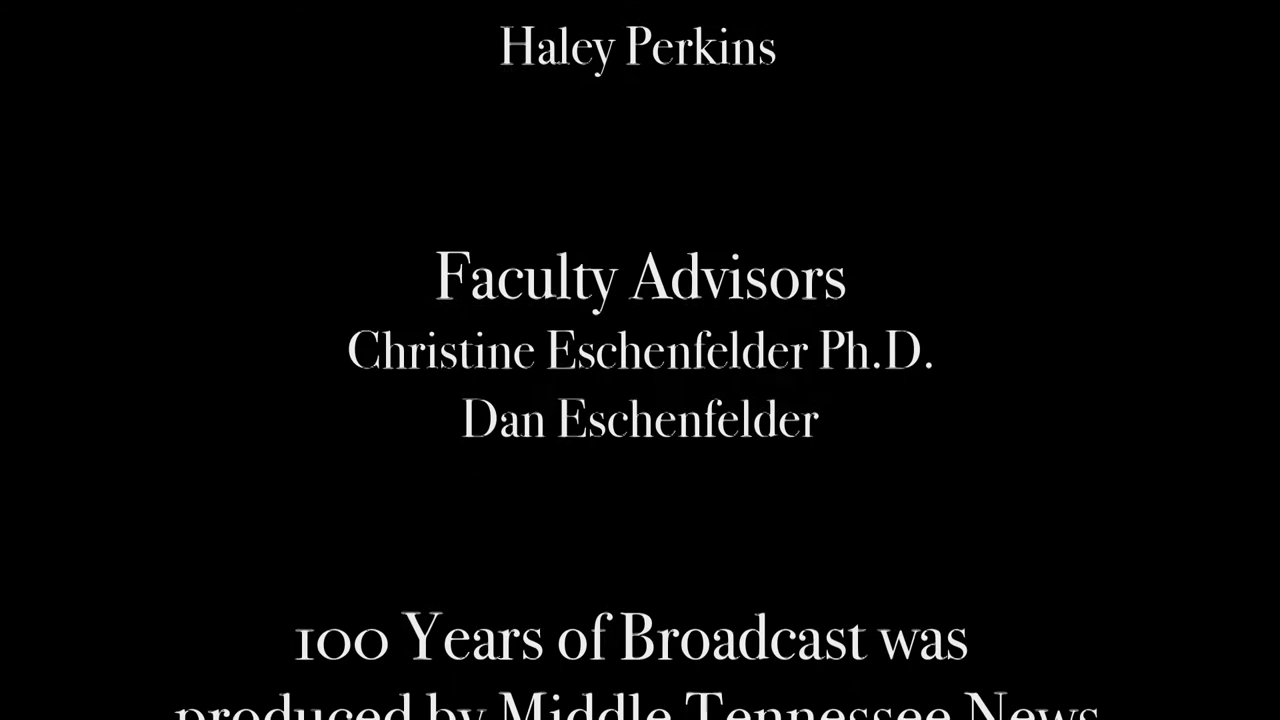 Haley Perkins
Faculty Advisors
Christine Eschenfelder Ph.D.
Dan Eschenfelder
100 Years of Broadcast was
produced by Middle Tennessee News